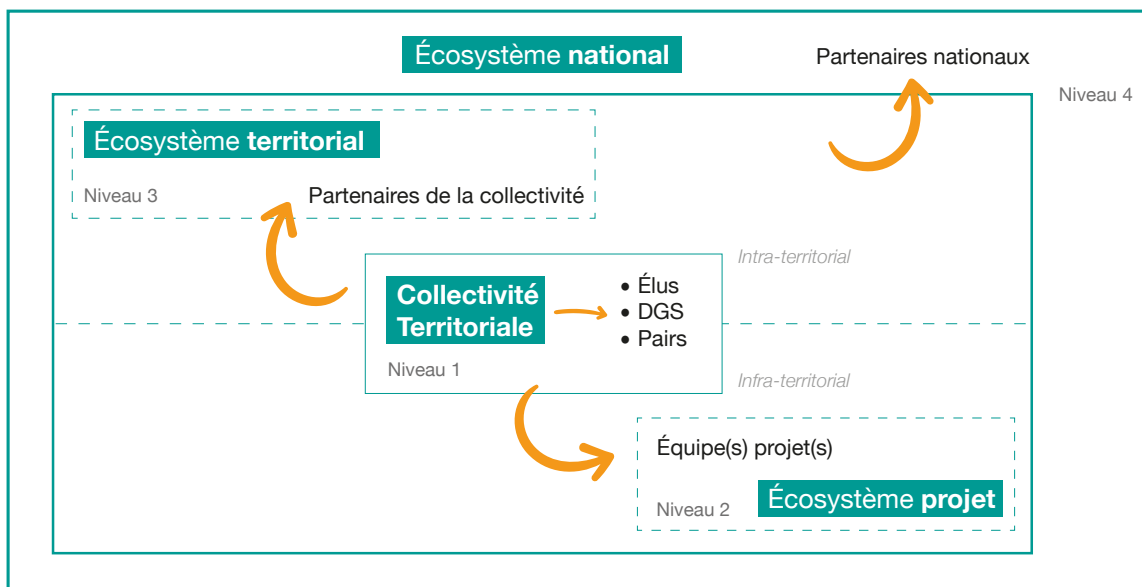 Écosystème national
Partenaires nationaux
Niveau 4
Écosystème territorial
Niveau 3
Partenaires de la collectivité
Intra-territorial
Collectivité
Territoriale
• Élus
• DGS
• Pairs
Niveau 1
Infra-territorial
Équipe(s) projet(s)
Niveau 2
Écosystème projet